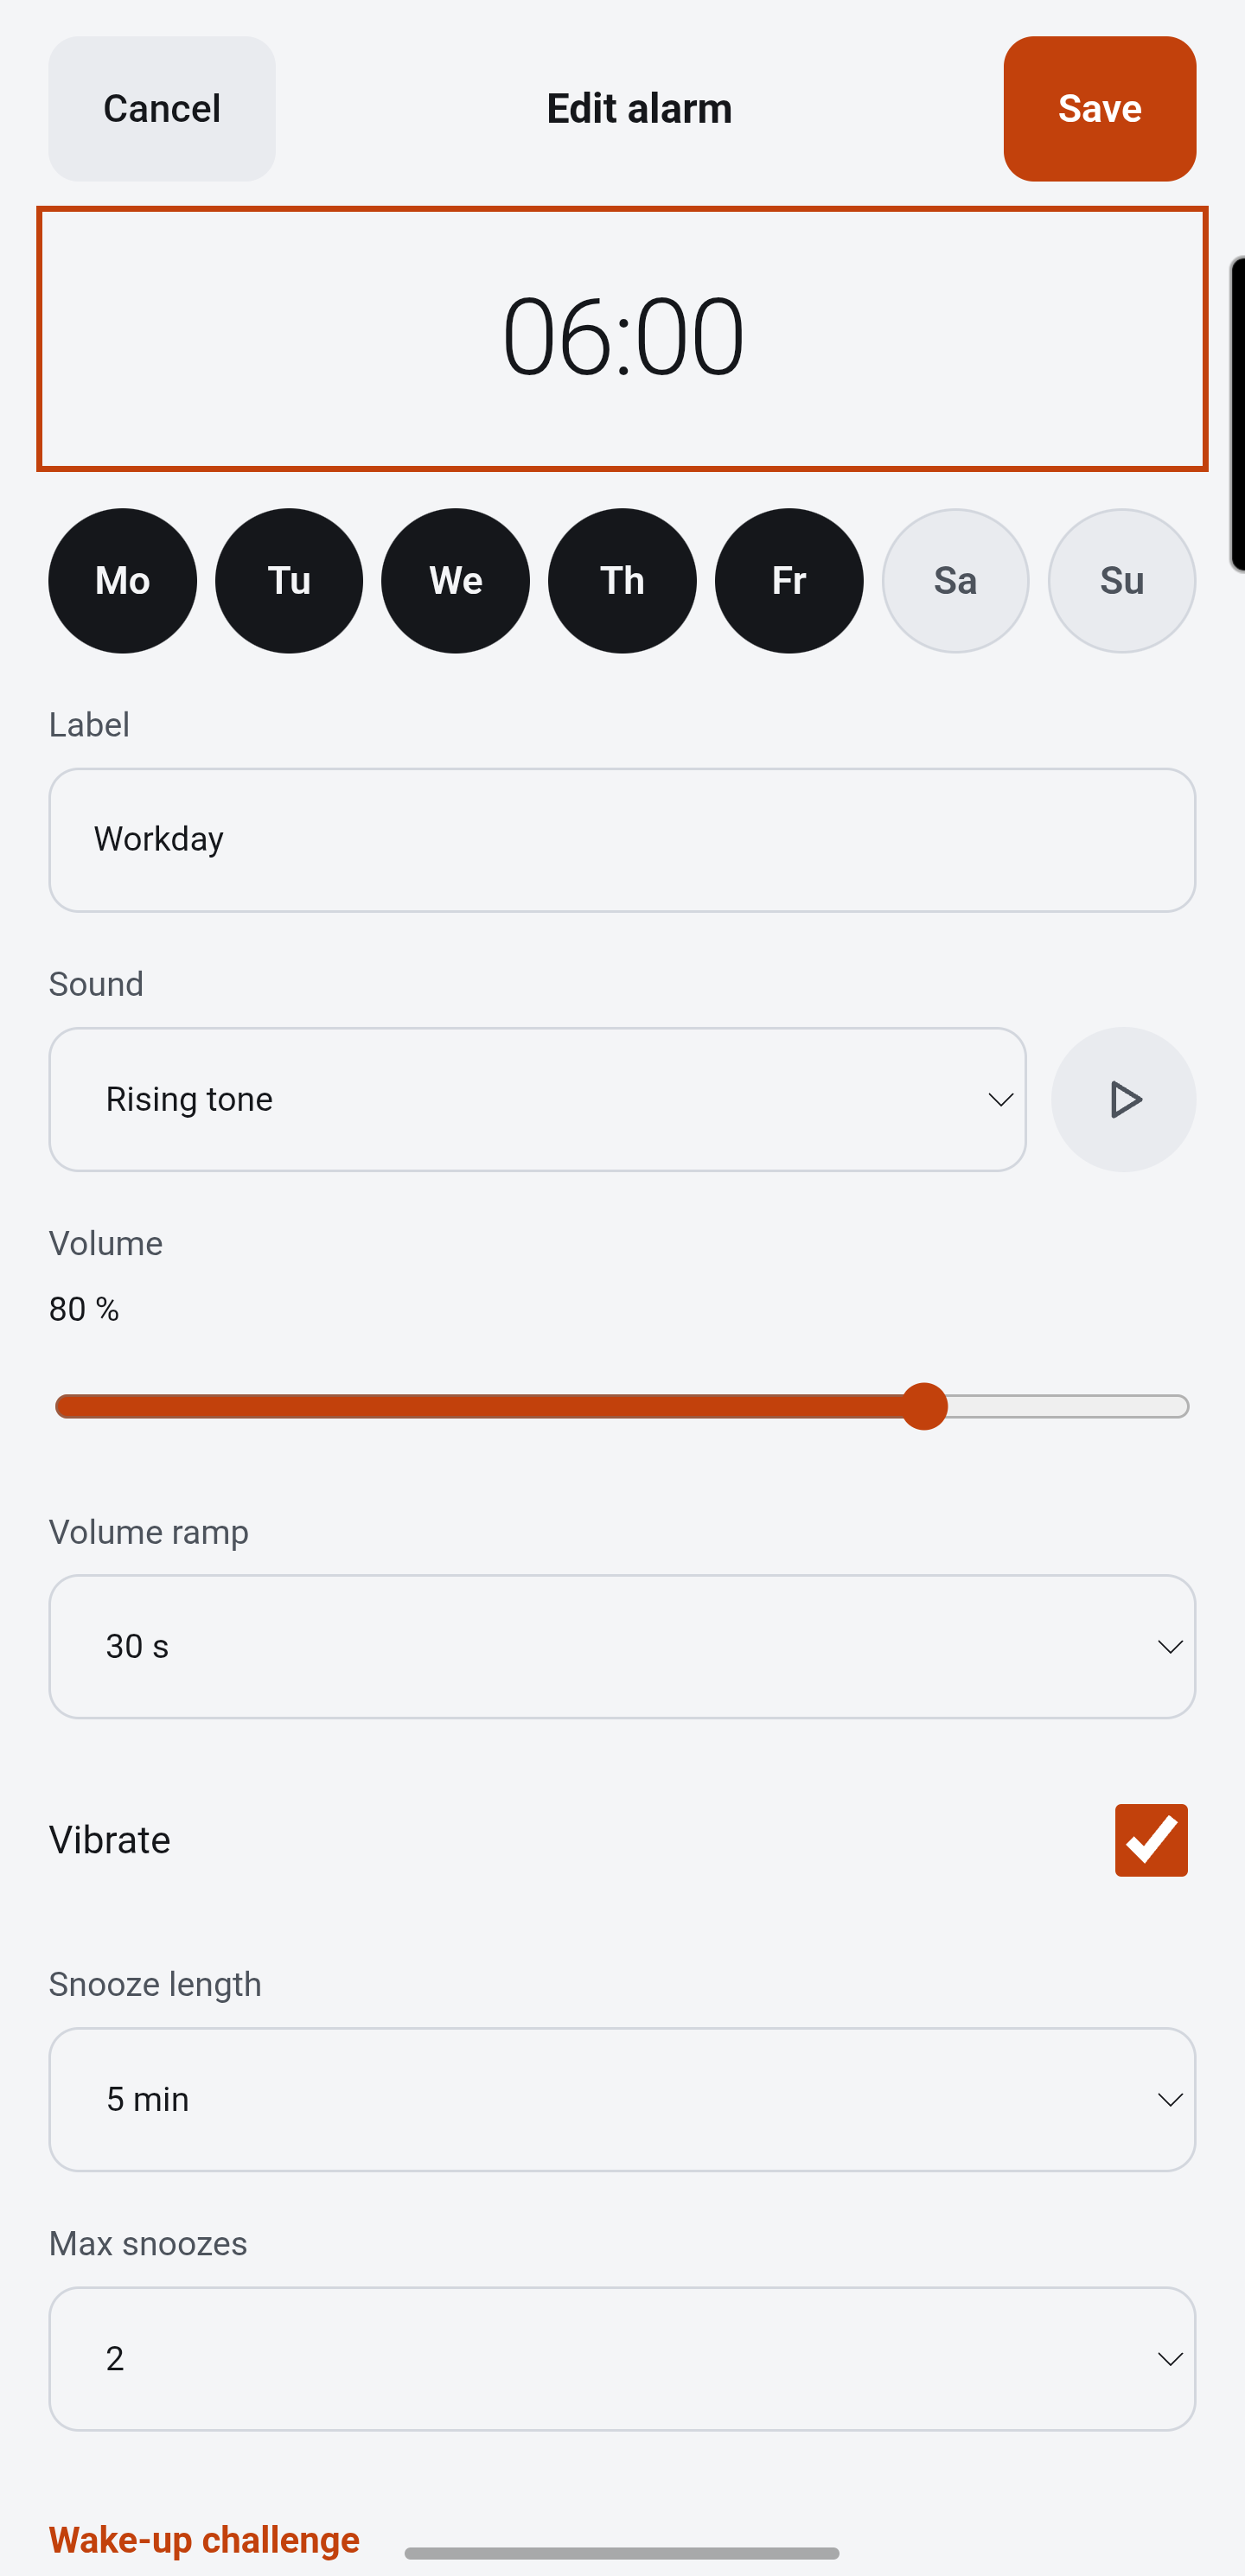 Cancel
Edit alarm
Save
06:00
Mo Tu We Th Fr Sa Su
Label
Workday
Sound
Rising tone
Volume
80 %
Volume ramp
30 s
Vibrate
Snooze length
5 min
Max snoozes
2
Wake-up challenge